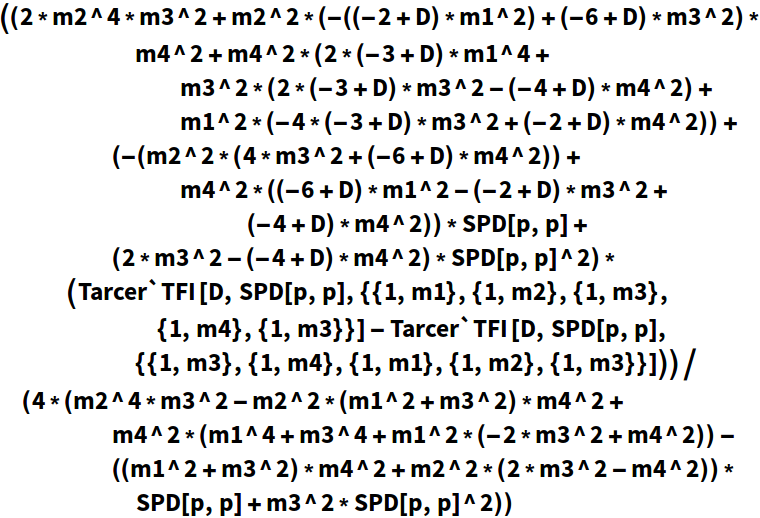 ((2*m2^4*m3^2+m2^2*(-((-2+D)*m1^2)+(-6+D)*m3^2)*
m4^2+m4^2*(2*(-3+D)*m1^4+
m3^2*(2*(-3+D)*m3^2-(-4+D)*m4^2)+
m1^2*(-4*(-3+D)*m3^2+(-2+D)*m4^2))+
(-(m2^2*(4*m3^2+(-6+D)*m4^2))+
m4^2*((-6+D)*m1^2-(-2+D)*m3^2+
(-4+D)*m4^2))*SPD[p, p]+
(2*m3^2-(-4+D)*m4^2)*SPD[p, p]^2)*
(Tarcer`TFI[D, SPD[p, p], {{1, m1}, {1, m2}, {1, m3},
{1, m4}, {1, m3}}]-Tarcer`TFI[D, SPD[p, p],
{{1, m3}, {1, m4}, {1, m1}, {1, m2}, {1, m3}}]))/
(4*(m2^4*m3^2-m2^2*(m1^2+m3^2)*m4^2+
m4^2*(m1^4+m3^4+m1^2*(-2*m3^2+m4^2))-
((m1^2+m3^2)*m4^2+m2^2*(2*m3^2-m4^2))*
SPD[p, p]+m3^2*SPD[p, p]^2))